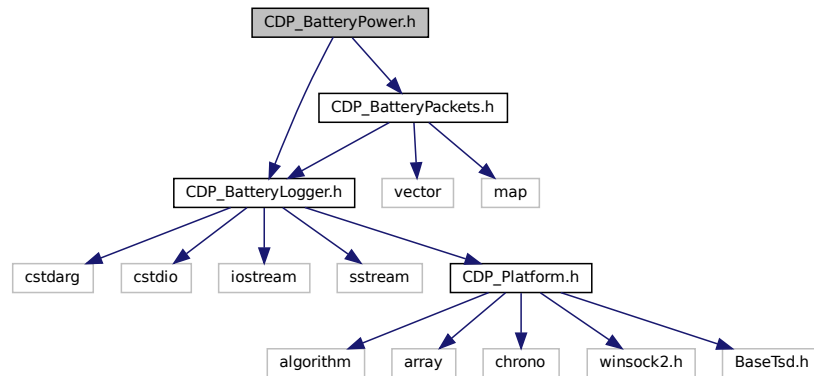 CDP_BatteryPower.h
CDP_BatteryPackets.h
CDP_BatteryLogger.h
vector
map
cstdarg
cstdio
iostream
sstream
CDP_Platform.h
algorithm
array
chrono
winsock2.h
BaseTsd.h